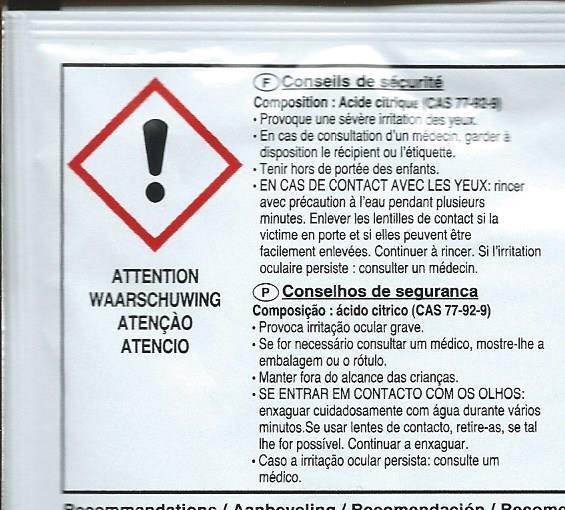 ATTENTION
WAARSCHUWING
ATENÇÀO
ATENCIO
F Conseils de sécurité
Composition : Acide citrique (CAS 77-92-9)
• Provoque une sévère irritation des yeux.
• En cas de consultation d'un médecin, garder à
disposition le récipient ou l'étiquette.
• Tenir hors de portée des enfants.
• EN CAS DE CONTACT AVEC LES YEUX: rincer
avec précaution à l'eau pendant plusieurs
minutes. Enlever les lentilles de contact si la
victime en porte et si elles peuvent être
facilement enlevées. Continuer à rincer. Si l'irritation
oculaire persiste : consulter un médecin.
P Conselhos de seguranca
Composição : ácido citrico (CAS 77-92-9)
• Provoca irritação ocular grave.
• Se for necessário consultar um médico, mostre-lhe a
embalagem ou o rótulo.
• Manter fora do alcance das crianças.
• SE ENTRAR EM CONTACTO CÓM OS OLHOS:
enxaguar cuidadosamente com água durante vários
minutos.Se usar lentes de contacto, retire-as, se tal
lhe for possível. Continuar a enxaguar.
• Caso a irritação ocular persista: consulte um
médico.
Recommandations / Aanbeveling / Recomendación / Recome